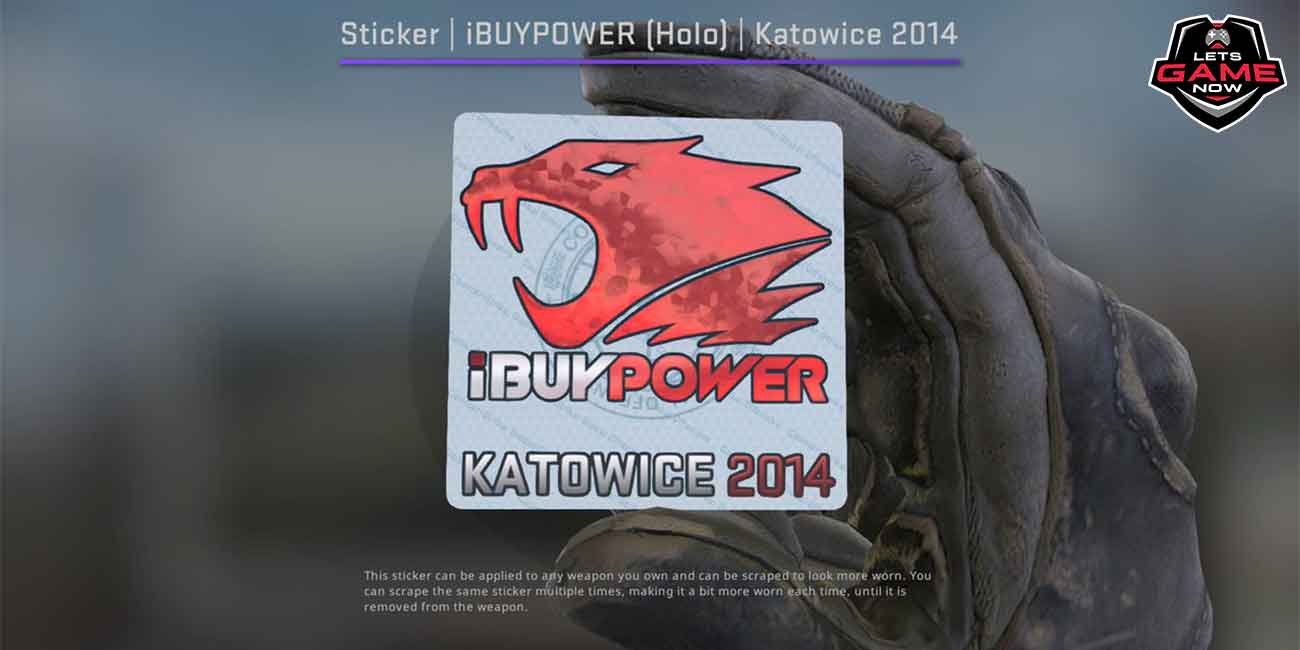 Sticker | iBUYPOWER (Holo) | Katowice 2014
LETS
GAME
NOW
iBUYPOWER
KATOWICE 2014
This sticker can be applied to any weapon you own and can be scraped to look more worn. You
can scrape the same sticker multiple times, making it a bit more worn each time, until it is
removed from the weapon.